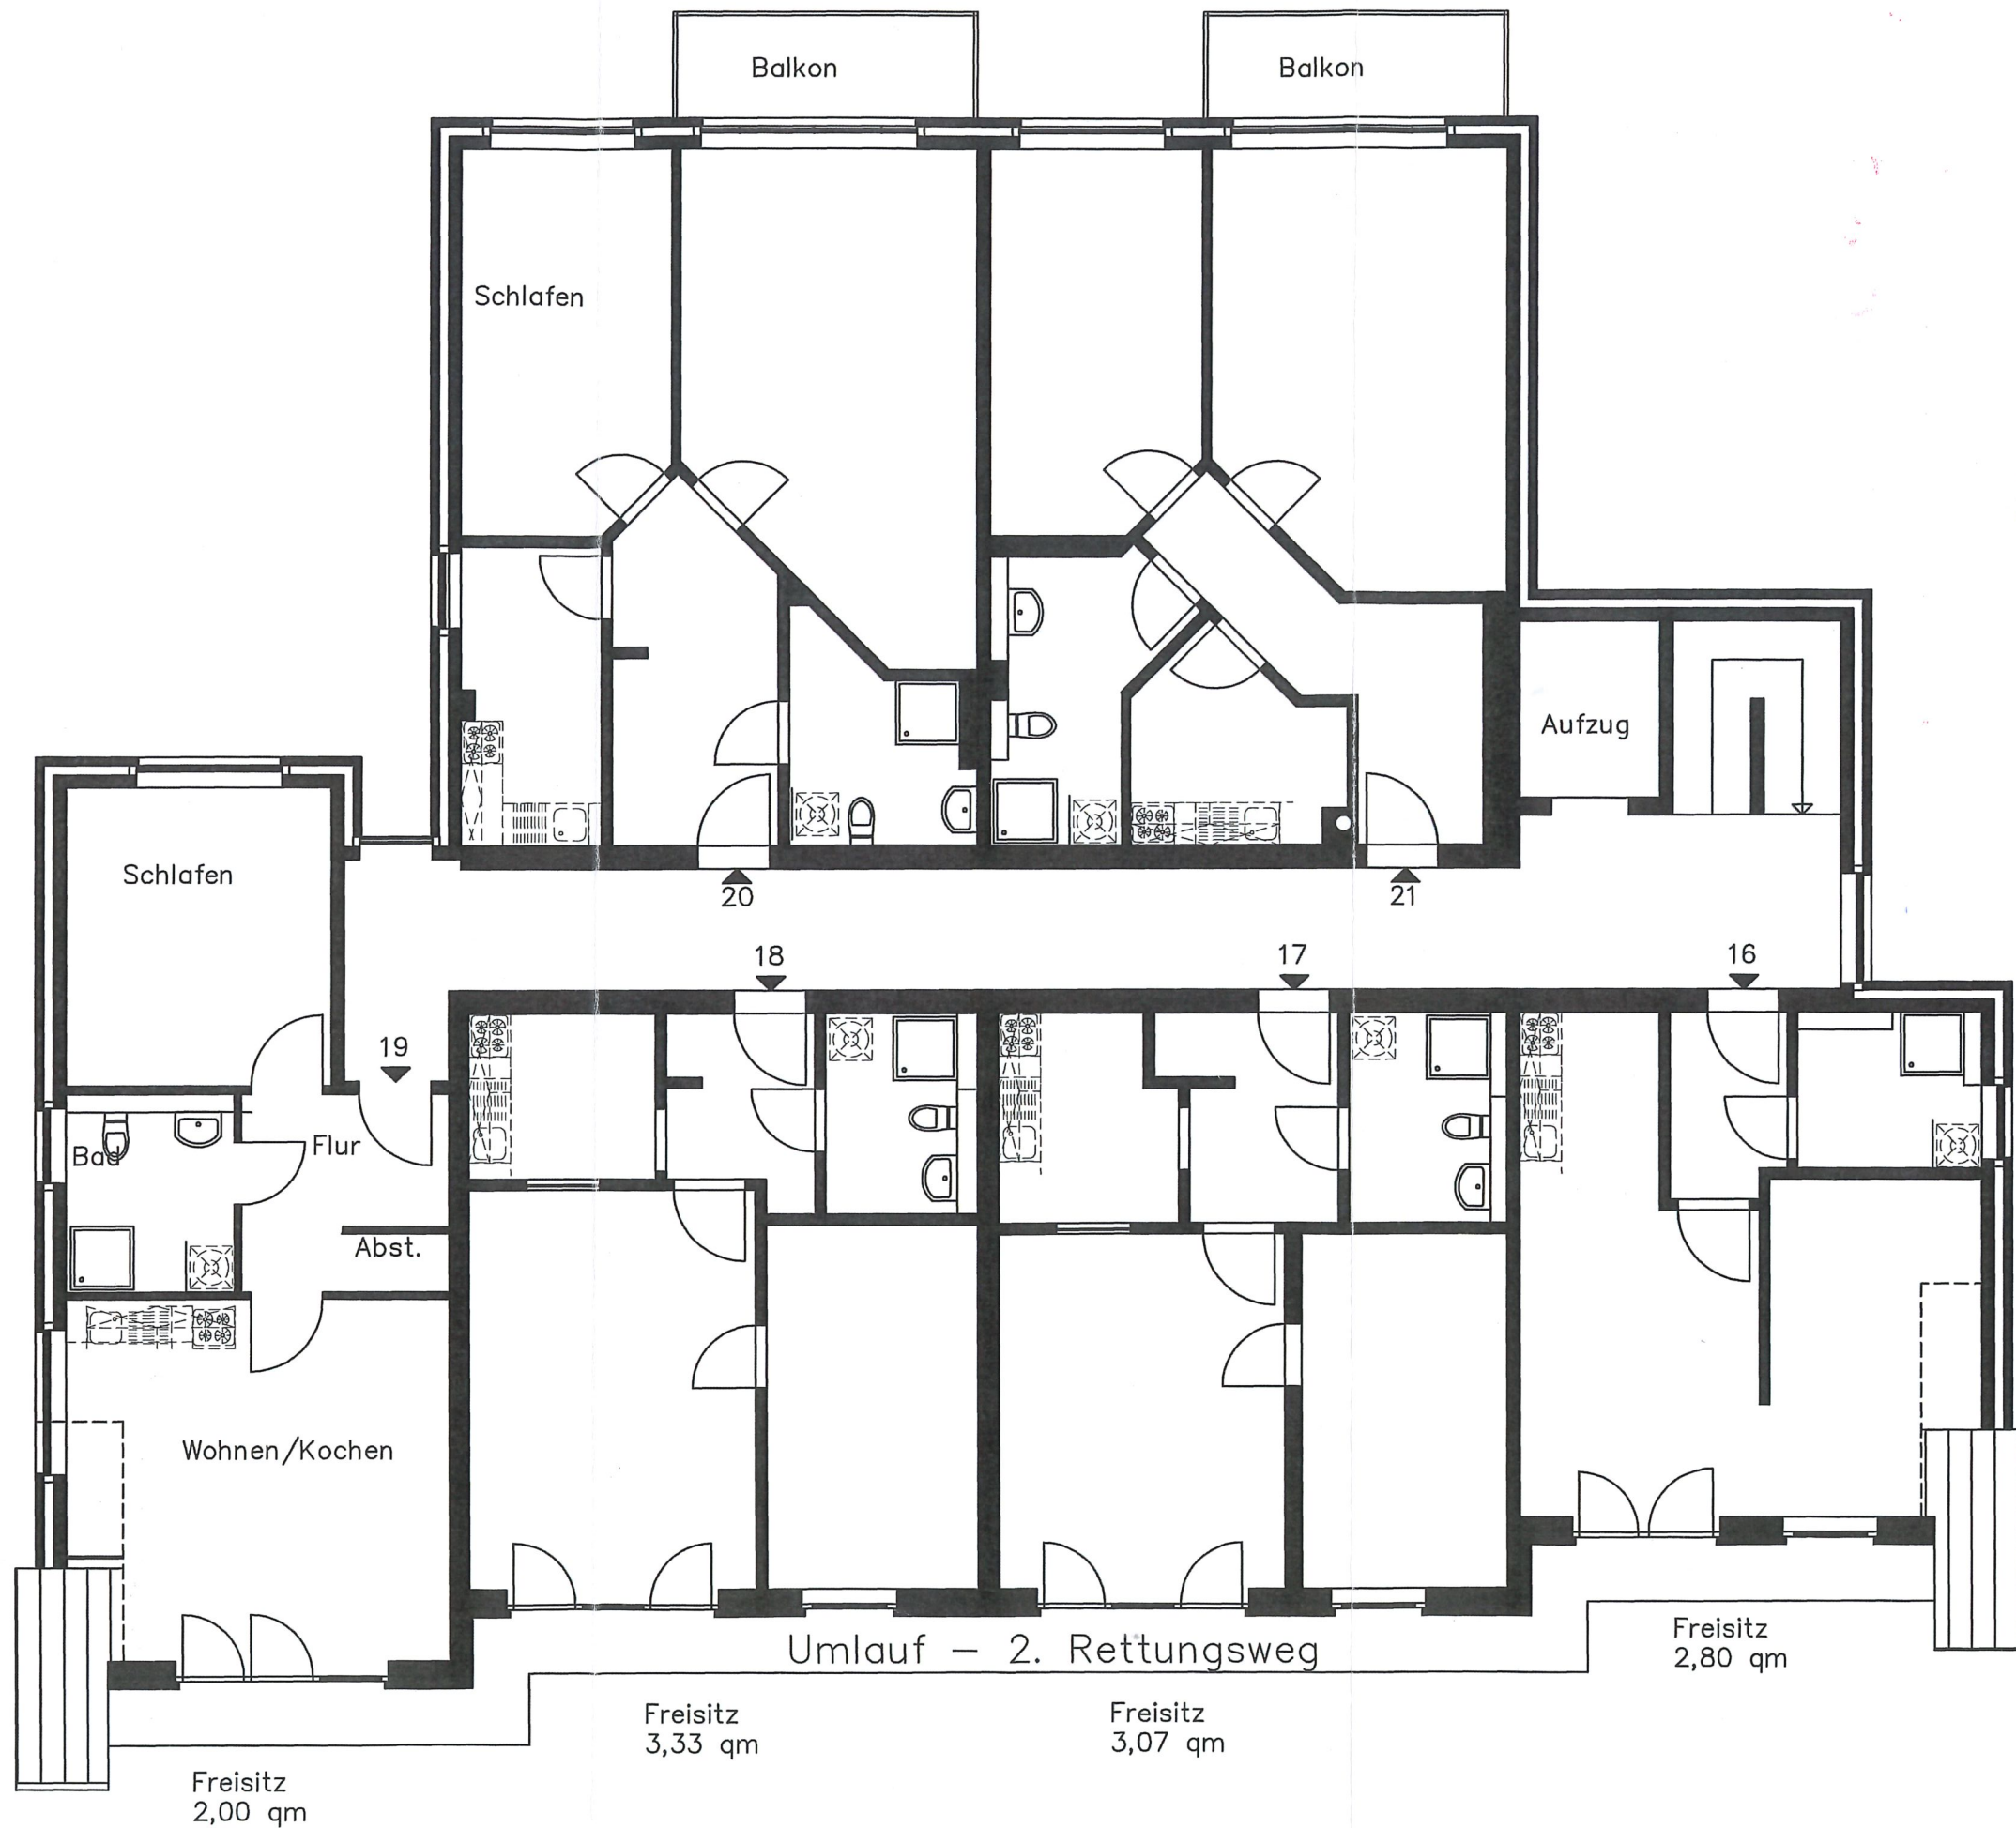 Balkon
Balkon
Schlafen
Aufzug
Schlafen
20
21
18
17
16
19
Flur
Bad
Abst.
Wohnen/Kochen
Umlauf – 2. Rettungsweg
Freisitz
2,80 qm
Freisitz
3,33 qm
Freisitz
3,07 qm
Freisitz
2,00 qm